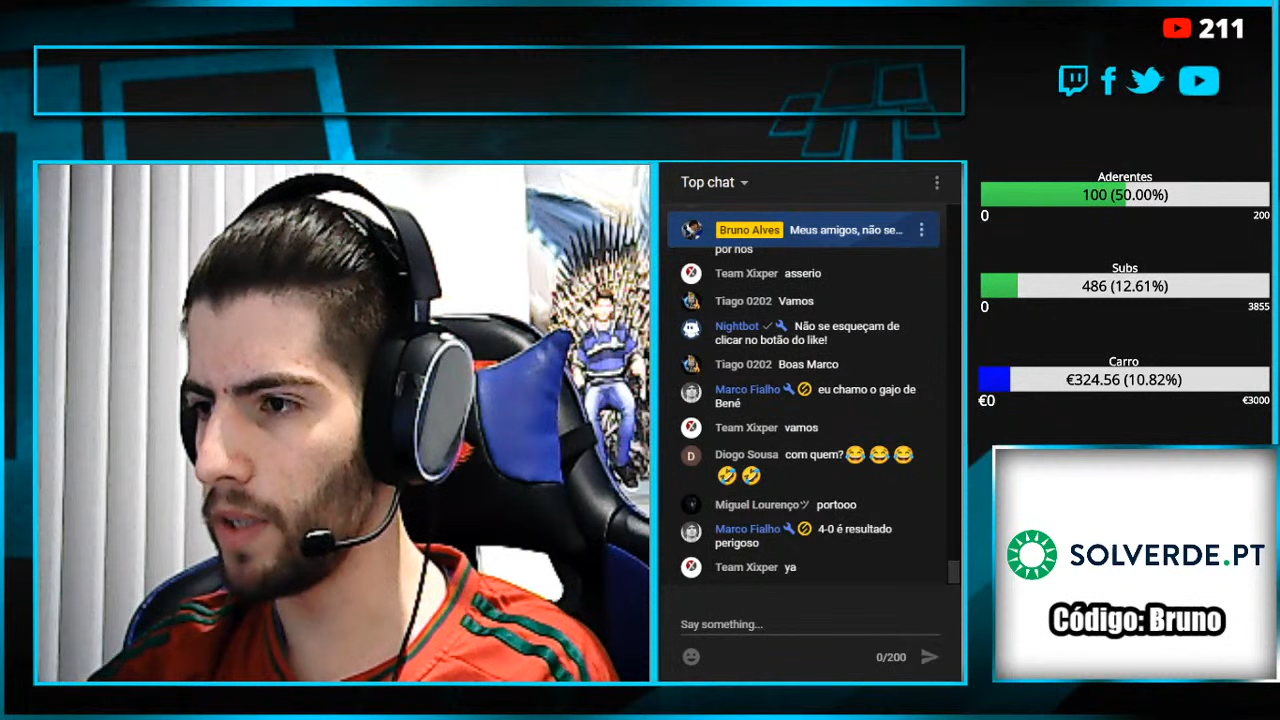 211
Top chat
Bruno Alves Meus amigos, não se...
por nos
Team Xixper asserio
Tiago 0202 Vamos
Nightbot Não se esqueçam de
clicar no botão do like!
Tiago 0202 Boas Marco
Marco Fialho eu chamo o gajo de
Bené
Team Xixper vamos
D Diogo Sousa com quem?😂😂😂
🤣🤣
Miguel Lourençoツ portooo
Marco Fialho 4-0 é resultado
perigoso
Team Xixper ya
Say something...
0/200
Aderentes
100 (50.00%)
0 200
Subs
486 (12.61%)
0 3855
Carro
€324.56 (10.82%)
€0 €3000
SOLVERDE.PT
Código: Bruno